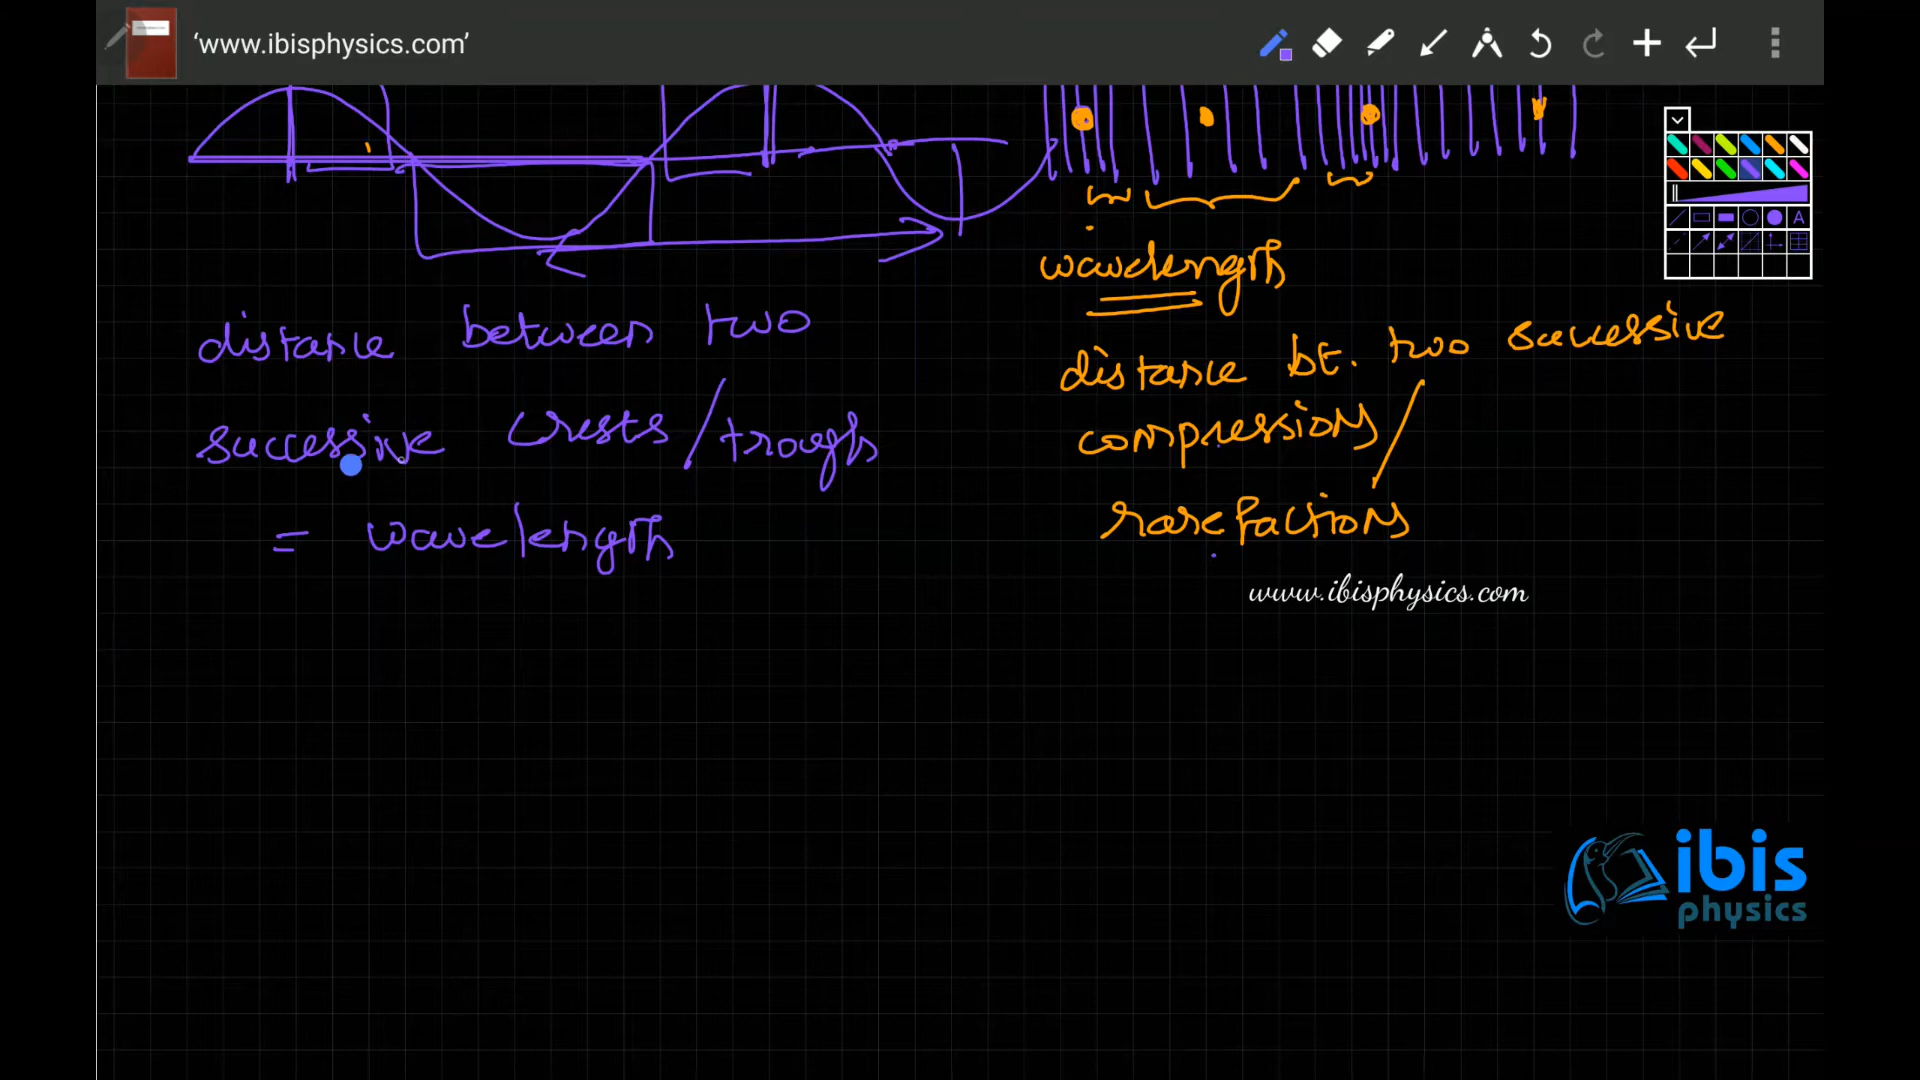 ‘www.ibisphysics.com’
wavelength
distance between two
successive crests/trough
= wavelength
distance bt. two successive
compressions/
rarefactions
www.ibisphysics.com
ibis
physics
A